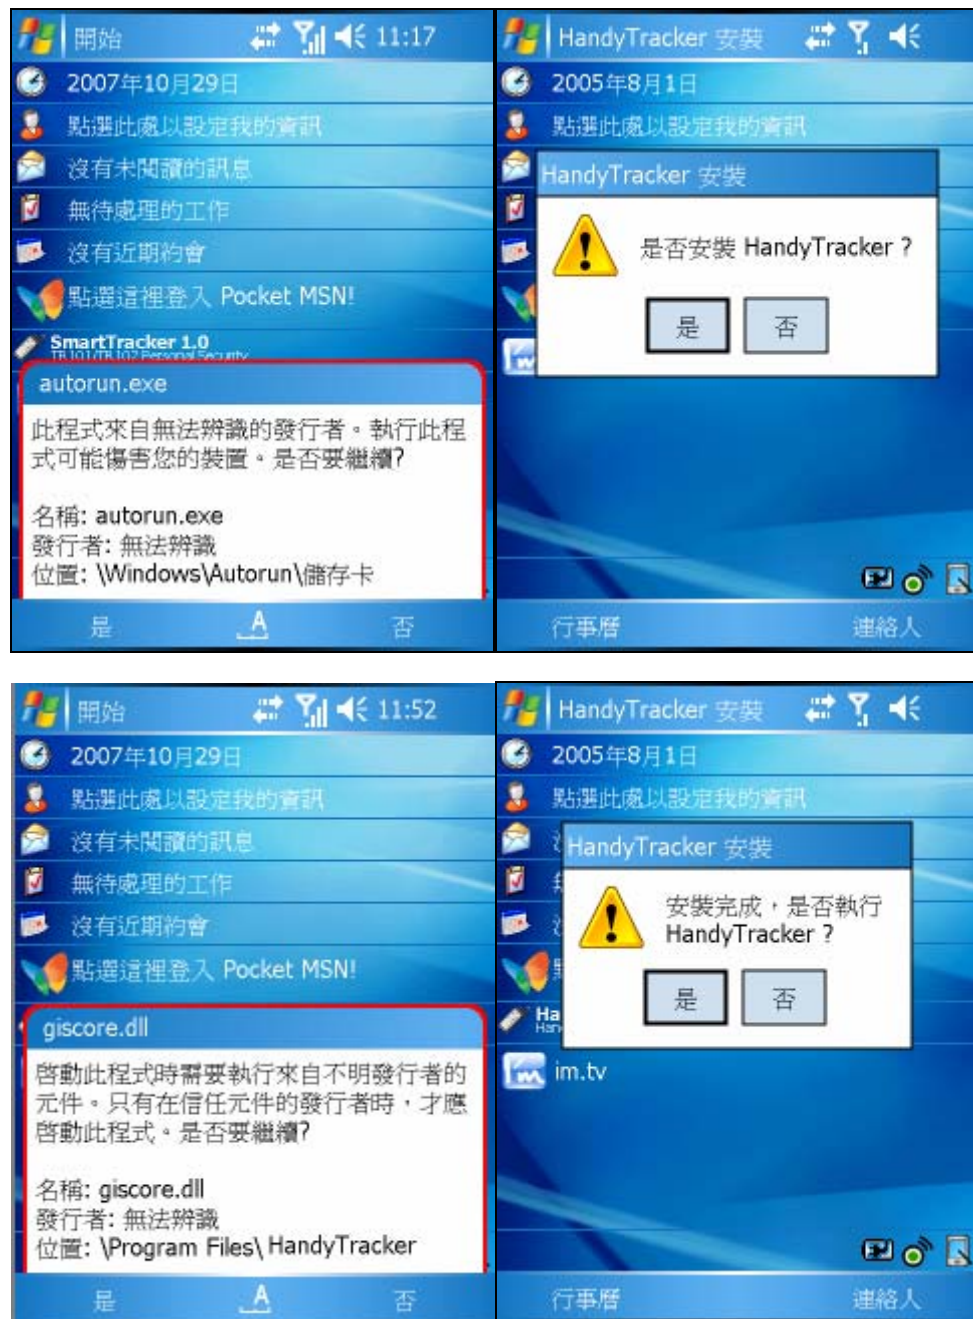 開始
11:17
2007年10月29日
點選此處以設定我的資訊
沒有未閱讀的訊息
無待處理的工作
沒有近期約會
點選這裡登入 Pocket MSN!
SmartTracker 1.0
TR101/TR102 Personal Security
autorun.exe
此程式來自無法辨識的發行者。執行此程
式可能傷害您的裝置。是否要繼續?
名稱: autorun.exe
發行者: 無法辨識
位置: \Windows\Autorun\儲存卡
是
A
否
HandyTracker 安裝
2005年8月1日
點選此處以設定我的資訊
HandyTracker 安裝
是否安裝 HandyTracker ?
是
否
行事曆
連絡人
開始
11:52
2007年10月29日
點選此處以設定我的資訊
沒有未閱讀的訊息
無待處理的工作
沒有近期約會
點選這裡登入 Pocket MSN!
giscore.dll
啟動此程式時需要執行來自不明發行者的
元件。只有在信任元件的發行者時，才應
啟動此程式。是否要繼續?
名稱: giscore.dll
發行者: 無法辨識
位置: \Program Files\ HandyTracker
是
A
否
HandyTracker 安裝
2005年8月1日
點選此處以設定我的資訊
HandyTracker 安裝
安裝完成，是否執行
HandyTracker ?
是
否
Ha
Han
im.tv
行事曆
連絡人